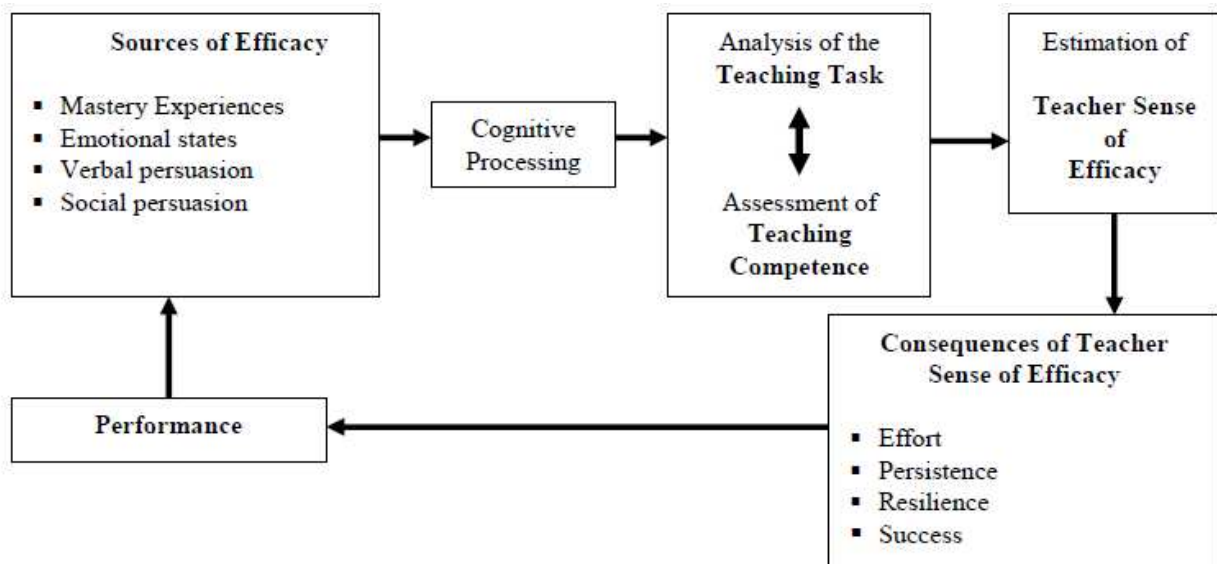 Sources of Efficacy
▪ Mastery Experiences
▪ Emotional states
▪ Verbal persuasion
▪ Social persuasion
Cognitive
Processing
Analysis of the
Teaching Task
Assessment of
Teaching
Competence
Estimation of
Teacher Sense
of
Efficacy
Consequences of Teacher
Sense of Efficacy
▪ Effort
▪ Persistence
▪ Resilience
▪ Success
Performance